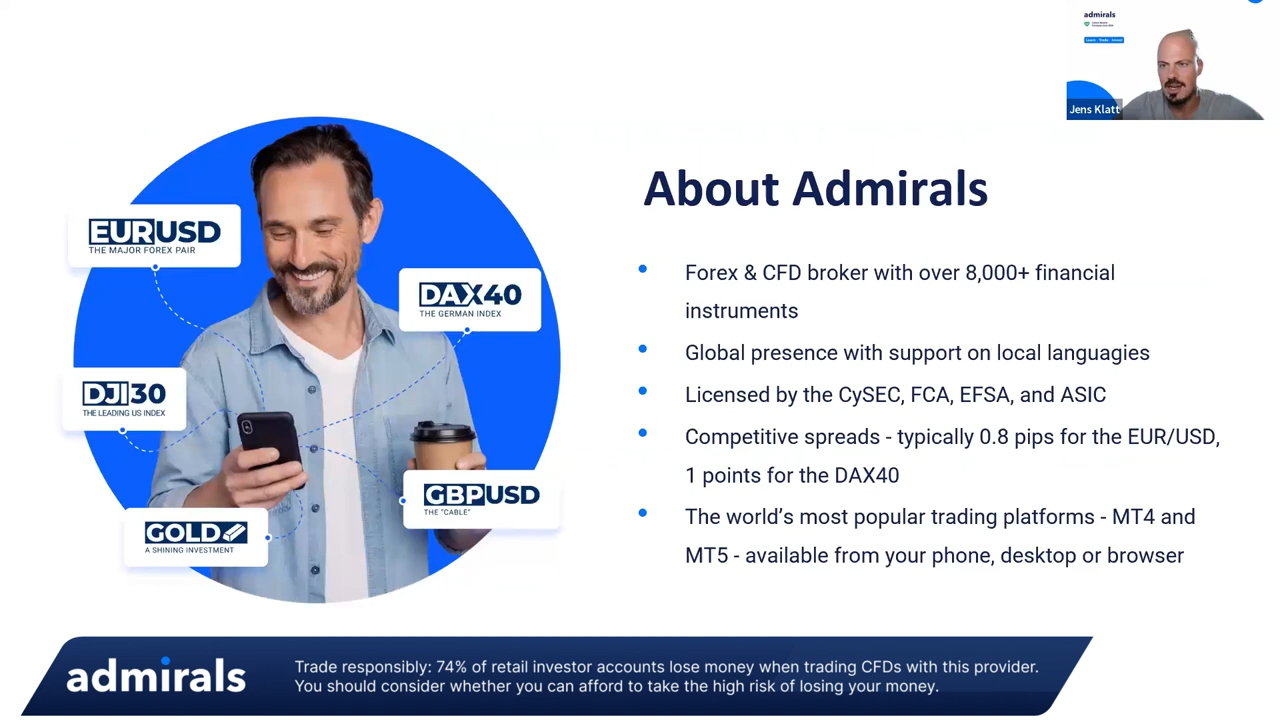 admirals
Jens Klatt
About Admirals
EURUSD
THE MAJOR FOREX PAIR
DAX40
THE GERMAN INDEX
DJI30
THE LEADING US INDEX
GBPUSD
THE "CABLE"
GOLD
A SHINING INVESTMENT
Forex & CFD broker with over 8,000+ financial
instruments
Global presence with support on local languagies
Licensed by the CySEC, FCA, EFSA, and ASIC
Competitive spreads - typically 0.8 pips for the EUR/USD,
1 points for the DAX40
The world’s most popular trading platforms - MT4 and
MT5 - available from your phone, desktop or browser
admirals
Trade responsibly: 74% of retail investor accounts lose money when trading CFDs with this provider.
You should consider whether you can afford to take the high risk of losing your money.